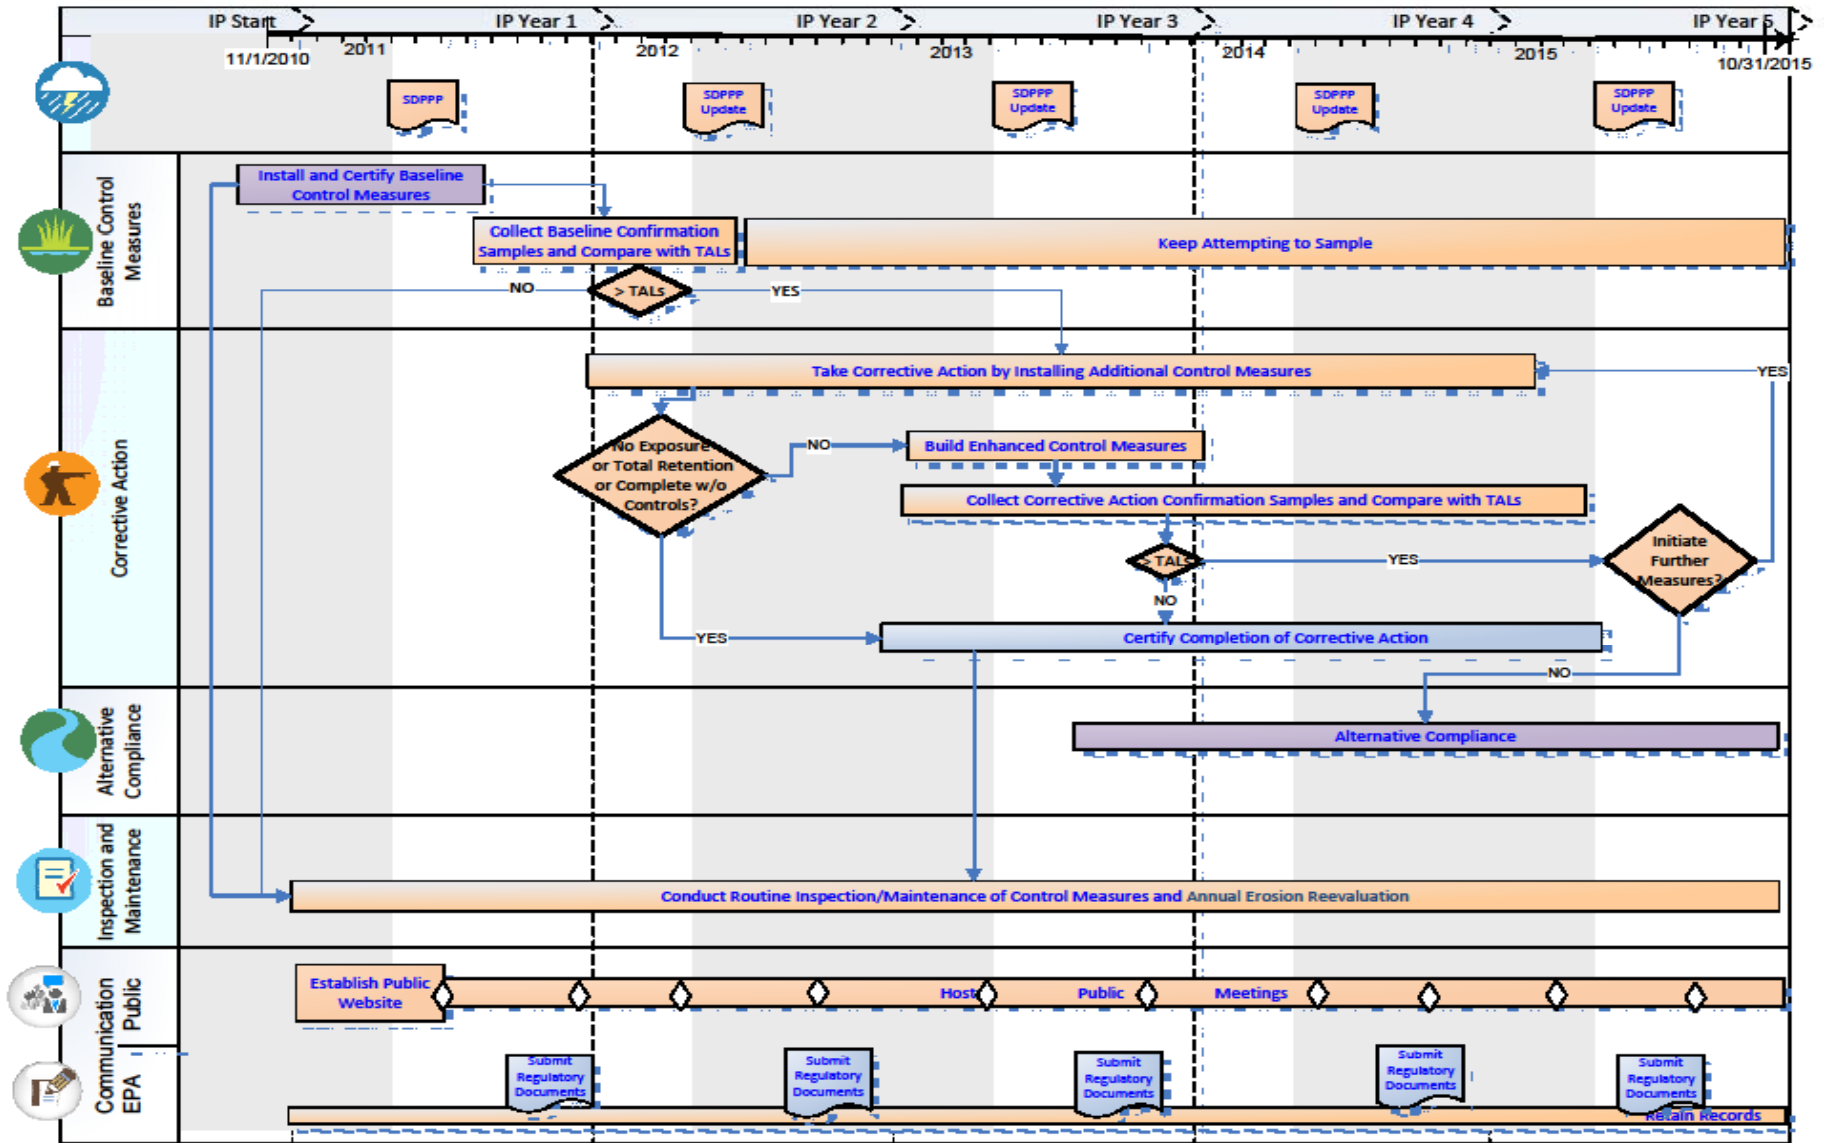 IP Start
IP Year 1
IP Year 2
IP Year 3
IP Year 4
IP Year 5
11/1/2010
2011
2012
2013
2014
2015
10/31/2015
SDPPP
SDPPP
Update
SDPPP
Update
SDPPP
Update
SDPPP
Update
Baseline Control
Measures
Install and Certify Baseline
Control Measures
Collect Baseline Confirmation
Samples and Compare with TALs
Keep Attempting to Sample
NO
> TALs
YES
Corrective Action
Take Corrective Action by Installing Additional Control Measures
YES
No Exposure
or Total Retention
or Complete w/o
Controls?
NO
Build Enhanced Control Measures
Collect Corrective Action Confirmation Samples and Compare with TALs
> TALs
YES
Initiate
Further
Measures?
NO
YES
Certify Completion of Corrective Action
NO
Alternative
Compliance
Alternative Compliance
Inspection and
Maintenance
Conduct Routine Inspection/Maintenance of Control Measures and Annual Erosion Reevaluation
Communication
Public
EPA
Establish Public
Website
Host Public Meetings
Submit
Regulatory
Documents
Submit
Regulatory
Documents
Submit
Regulatory
Documents
Submit
Regulatory
Documents
Submit
Regulatory
Documents
Retain Records